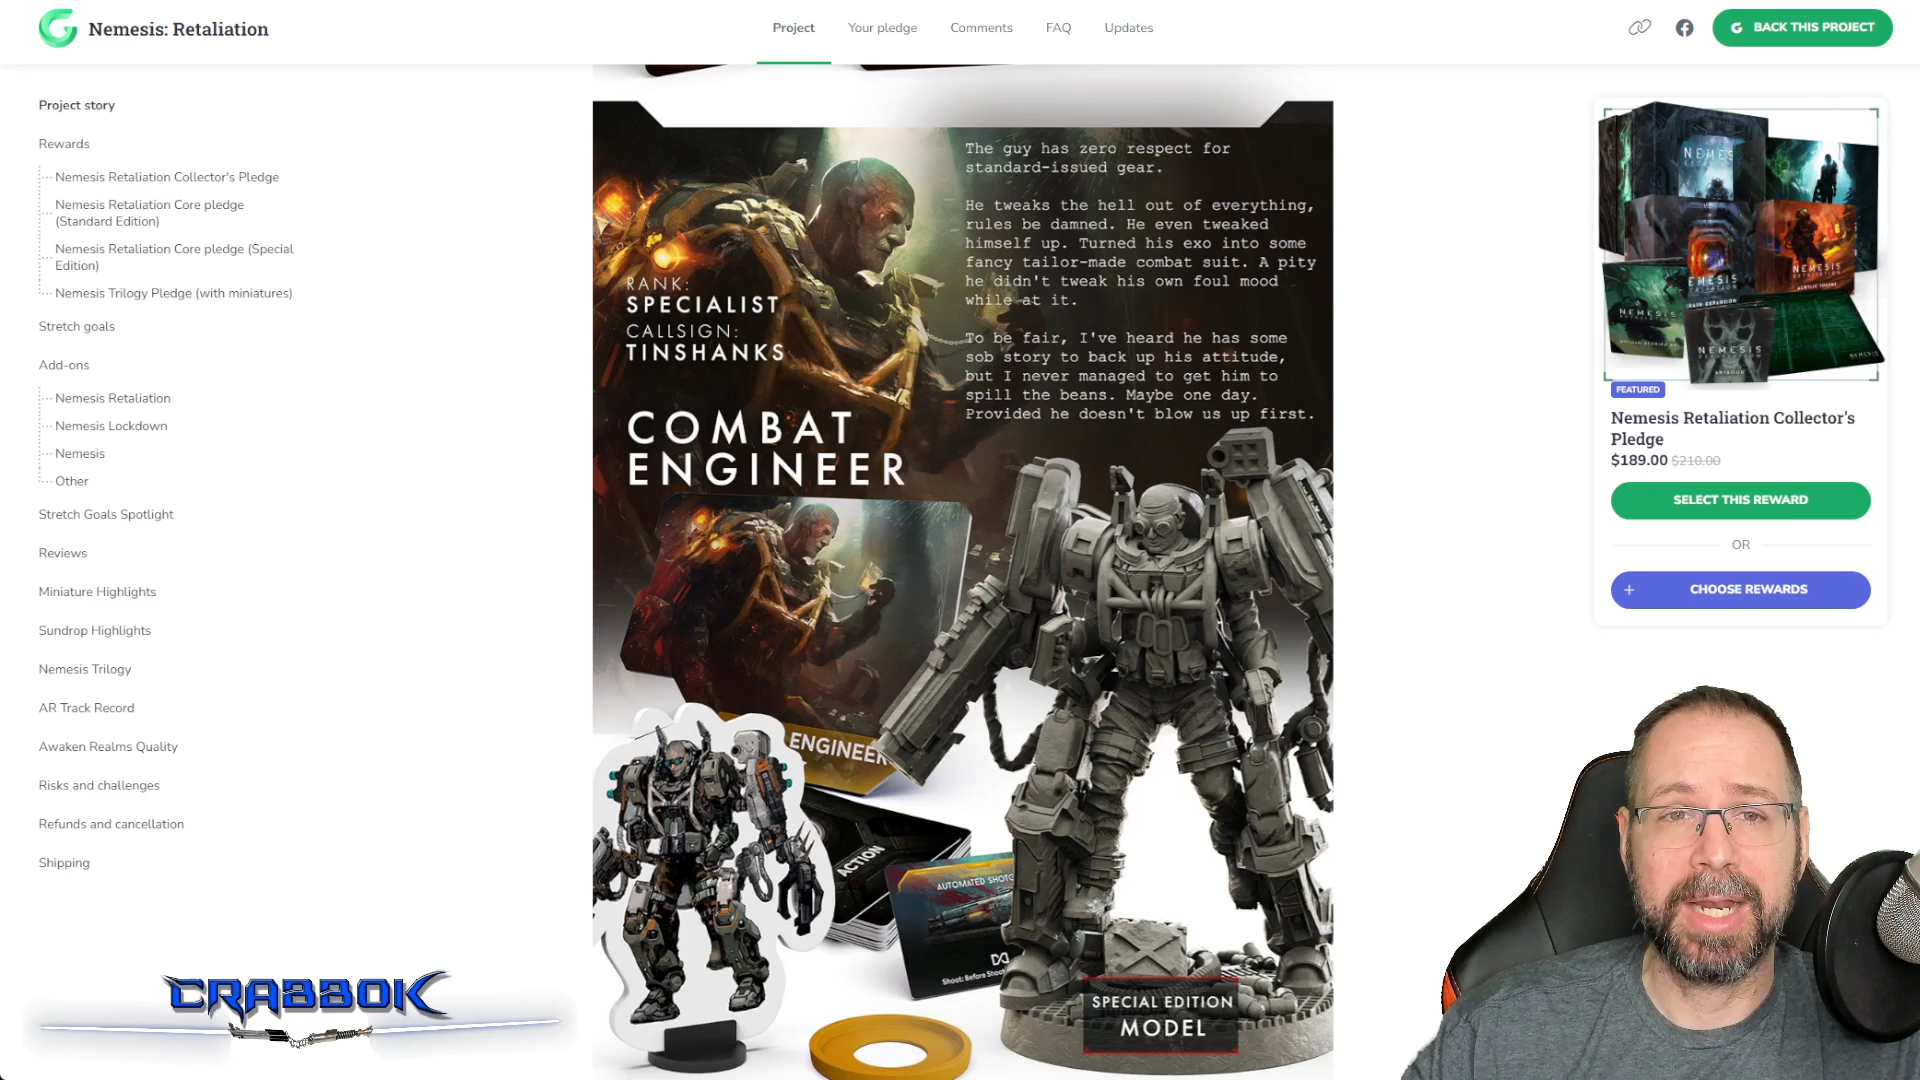 Nemesis: Retaliation
Project
Your pledge
Comments
FAQ
Updates
BACK THIS PROJECT
Project story
Rewards
Nemesis Retaliation Collector's Pledge
Nemesis Retaliation Core pledge
(Standard Edition)
Nemesis Retaliation Core pledge (Special
Edition)
Nemesis Trilogy Pledge (with miniatures)
Stretch goals
Add-ons
Nemesis Retaliation
Nemesis Lockdown
Nemesis
Other
Stretch Goals Spotlight
Reviews
Miniature Highlights
Sundrop Highlights
Nemesis Trilogy
AR Track Record
Awaken Realms Quality
Risks and challenges
Refunds and cancellation
Shipping
CRABBOK
The guy has zero respect for
standard-issued gear.
He tweaks the hell out of everything,
rules be damned. He even tweaked
himself up. Turned his exo into some
fancy tailor-made combat suit. A pity
he didn't tweak his own foul mood
while at it.
To be fair, I've heard he has some
sob story to back up his attitude,
but I never managed to get him to
spill the beans. Maybe one day.
Provided he doesn't blow us up first.
RANK:
SPECIALIST
CALLSIGN:
TINSHANKS
COMBAT
ENGINEER
ENGINEER
ACTION
AUTOMATED
Shoot: Before
SPECIAL EDITION
MODEL
NEMESIS
NEMESIS
NEMESIS
NEMESIS
NEMESIS
ARTBOOK
FEATURED
Nemesis Retaliation Collector's
Pledge
$189.00 $210.00
SELECT THIS REWARD
OR
+ CHOOSE REWARDS